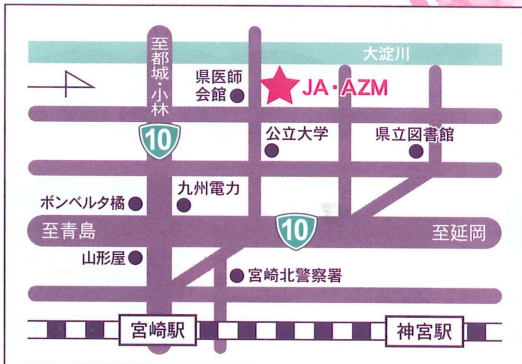 大淀川
至都城・小林
県医師
会館
JA・AZM
10
公立大学
県立図書館
九州電力
ボンベルタ橘
至青島
10
至延岡
山形屋
宮崎北警察署
宮崎駅
神宮駅